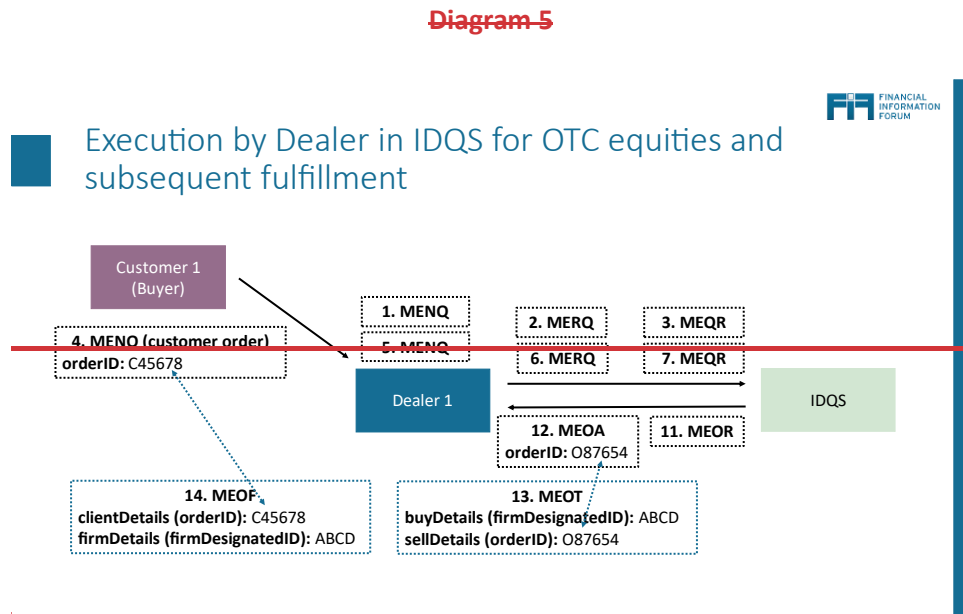 Diagram 5
FINANCIAL
INFORMATION
FORUM
Execution by Dealer in IDQS for OTC equities and
subsequent fulfillment
Customer 1
(Buyer)
1. MENQ
2. MERQ
3. MEQR
4. MENO (customer order)
orderID: C45678
5. MENQ
6. MERQ
7. MEQR
Dealer 1
IDQS
12. MEOA
orderID: O87654
11. MEOR
14. MEOF
clientDetails (orderID): C45678
firmDetails (firmDesignatedID): ABCD
13. MEOT
buyDetails (firmDesignatedID): ABCD
sellDetails (orderID): O87654